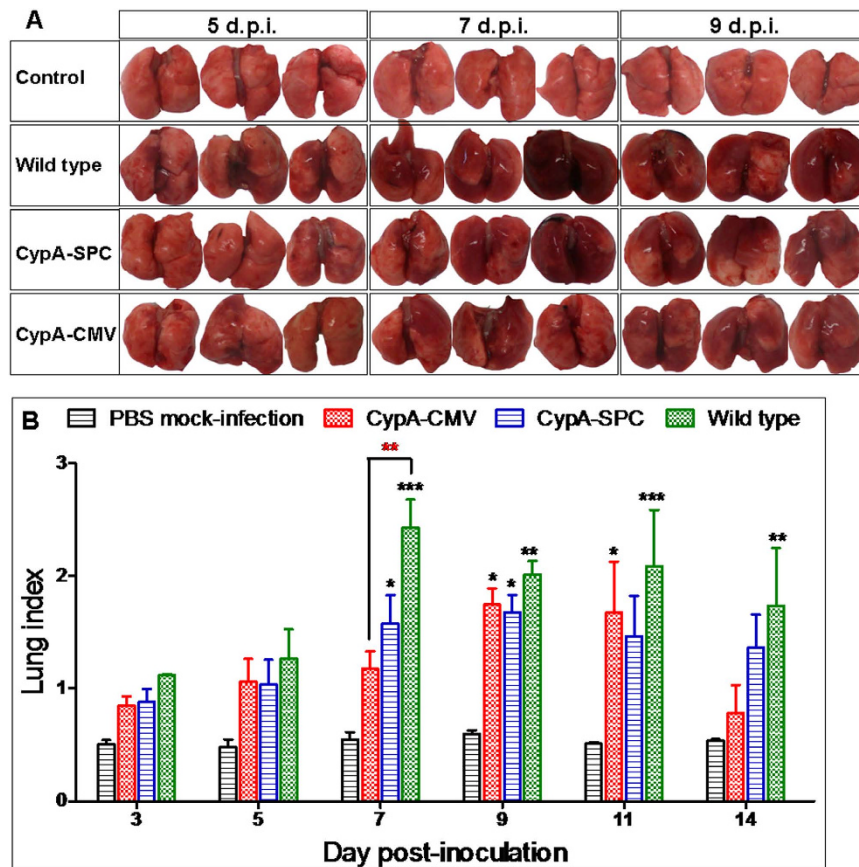 A
5 d.p.i. 7 d.p.i. 9 d.p.i.
Control
Wild type
CypA-SPC
CypA-CMV
B
PBS mock-infection CypA-CMV CypA-SPC Wild type
Lung index
3
2
1
0
**
***
*
* * **
* ***
**
3 5 7 9 11 14
Day post-inoculation